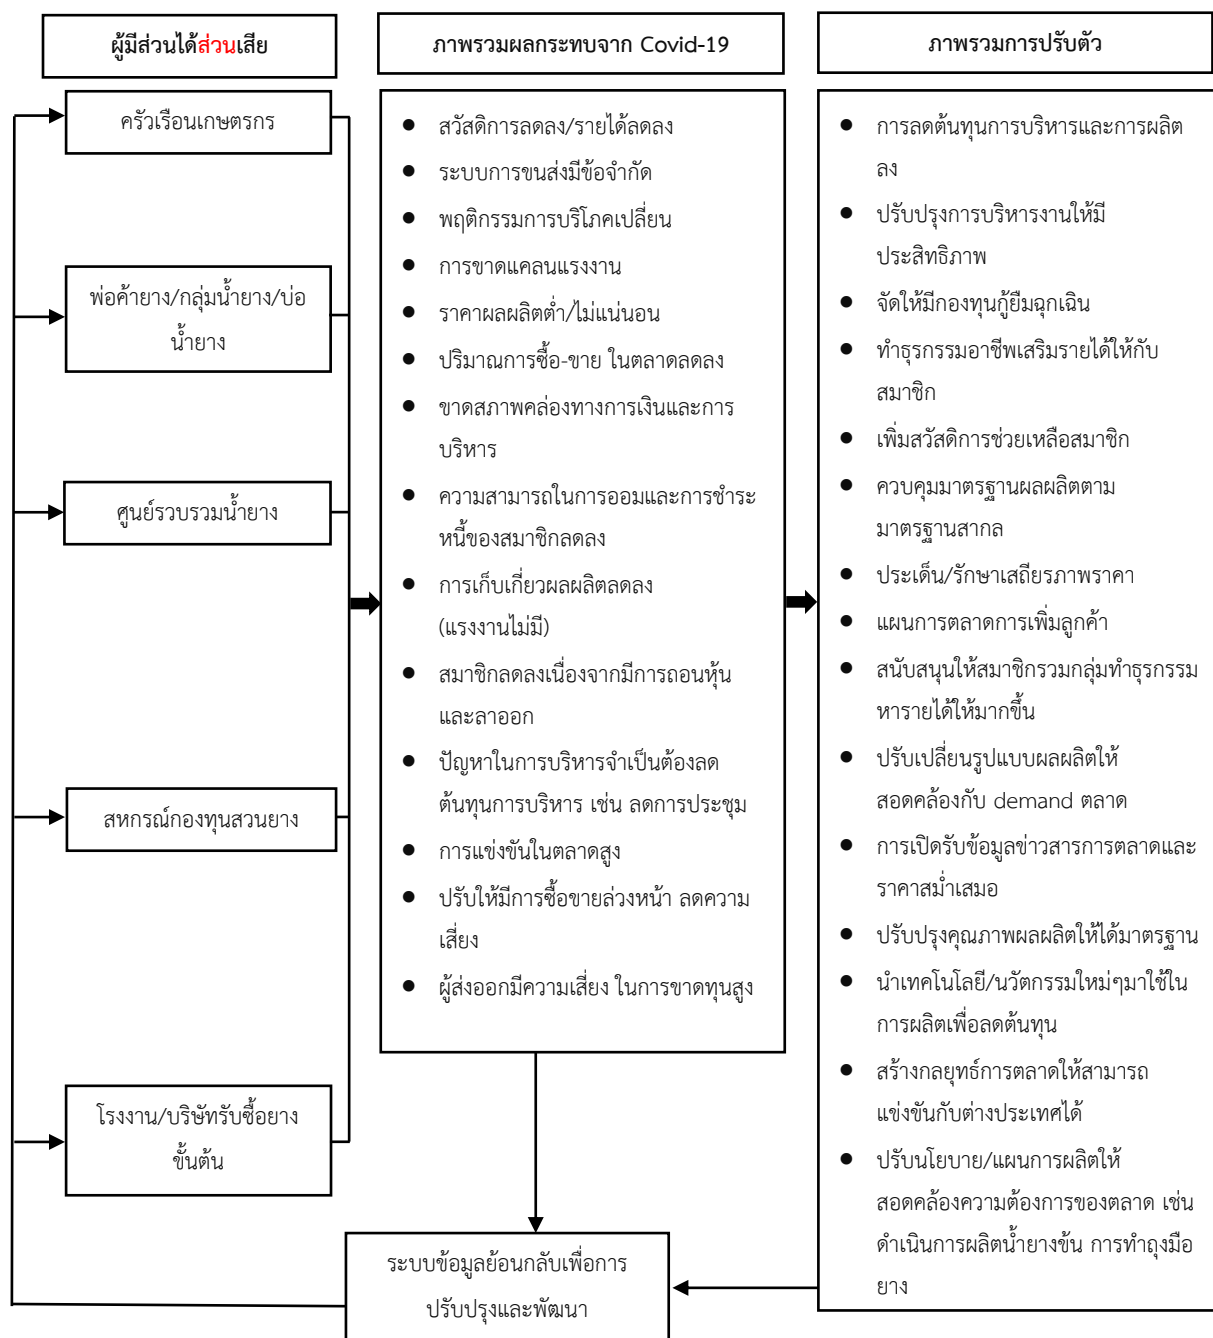 ผู้มีส่วนได้ส่วนเสีย
ครัวเรือนเกษตรกร
พ่อค้ายาง/กลุ่มน้ำยาง/บ่อ
น้ำยาง
ศูนย์รวบรวมน้ำยาง
สหกรณ์กองทุนสวนยาง
โรงงาน/บริษัทรับซื้อยาง
ขั้นต้น
ภาพรวมผลกระทบจาก Covid-19
● สวัสดิการลดลง/รายได้ลดลง
● ระบบการขนส่งมีข้อจำกัด
● พฤติกรรมการบริโภคเปลี่ยน
● การขาดแคลนแรงงาน
● ราคาผลผลิตต่ำ/ไม่แน่นอน
● ปริมาณการซื้อ-ขาย ในตลาดลดลง
● ขาดสภาพคล่องทางการเงินและการ
บริหาร
● ความสามารถในการออมและการชำระ
หนี้ของสมาชิกลดลง
● การเก็บเกี่ยวผลผลิตลดลง
(แรงงานไม่มี)
● สมาชิกลดลงเนื่องจากมีการถอนหุ้น
และลาออก
● ปัญหาในการบริหารจำเป็นต้องลด
ต้นทุนการบริหาร เช่น ลดการประชุม
● การแข่งขันในตลาดสูง
● ปรับให้มีการซื้อขายล่วงหน้า ลดความ
เสี่ยง
● ผู้ส่งออกมีความเสี่ยง ในการขาดทุนสูง
ภาพรวมการปรับตัว
● การลดต้นทุนการบริหารและการผลิต
ลง
● ปรับปรุงการบริหารงานให้มี
ประสิทธิภาพ
● จัดให้มีกองทุนกู้ยืมฉุกเฉิน
● ทำธุรกรรมอาชีพเสริมรายได้ให้กับ
สมาชิก
● เพิ่มสวัสดิการช่วยเหลือสมาชิก
● ควบคุมมาตรฐานผลผลิตตาม
มาตรฐานสากล
● ประเด็น/รักษาเสถียรภาพราคา
● แผนการตลาดการเพิ่มลูกค้า
● สนับสนุนให้สมาชิกรวมกลุ่มทำธุรกรรม
หารายได้ให้มากขึ้น
● ปรับเปลี่ยนรูปแบบผลผลิตให้
สอดคล้องกับ demand ตลาด
● การเปิดรับข้อมูลข่าวสารการตลาดและ
ราคาสม่ำเสมอ
● ปรับปรุงคุณภาพผลผลิตให้ได้มาตรฐาน
● นำเทคโนโลยี/นวัตกรรมใหม่ๆมาใช้ใน
การผลิตเพื่อลดต้นทุน
● สร้างกลยุทธ์การตลาดให้สามารถ
แข่งขันกับต่างประเทศได้
● ปรับนโยบาย/แผนการผลิตให้
สอดคล้องความต้องการของตลาด เช่น
ดำเนินการผลิตน้ำยางข้น การทำถุงมือ
ยาง
ระบบข้อมูลย้อนกลับเพื่อการ
ปรับปรุงและพัฒนา